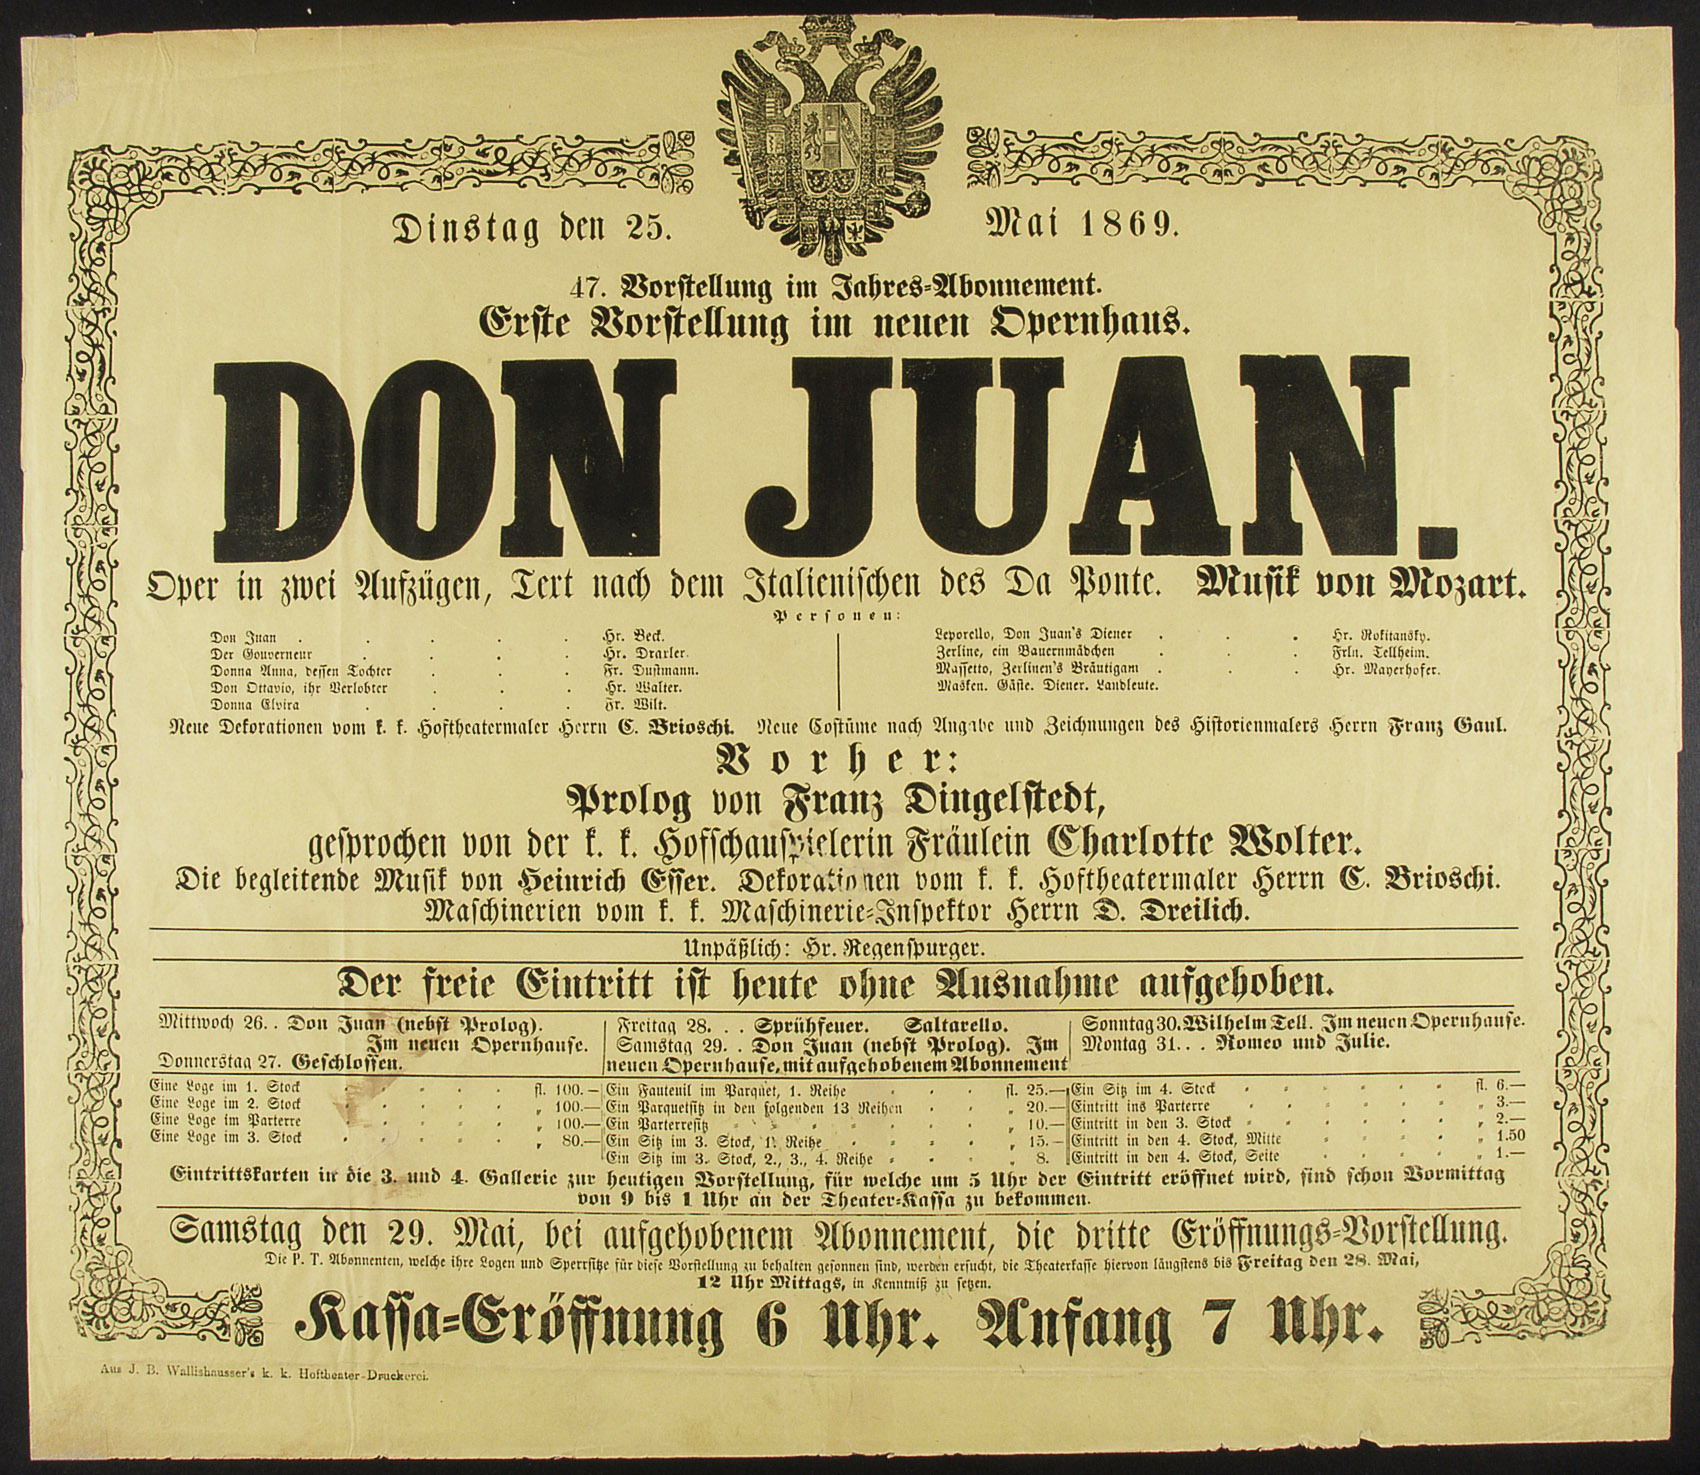 Dinstag den 25. Mai 1869.
47. Vorstellung im Jahres-Abonnement.
Erste Vorstellung im neuen Opernhaus.
DON JUAN.
Oper in zwei Aufzügen, Text nach dem Italienischen des Da Ponte. Musik von Mozart.
Personen:
Don Juan . . . . . Hr. Beck.
Der Gouverneur . . . . Hr. Draxler.
Donna Anna, dessen Tochter . . . Fr. Dustmann.
Don Ottavio, ihr Verlobter . . . Hr. Walter.
Donna Elvira . . . . Fr. Wilt.
Leporello, Don Juan's Diener . . . Hr. Rokitansky.
Zerline, ein Bauernmädchen . . . Frln. Tellheim.
Massetto, Zerlinen's Bräutigam . . . Hr. Mayerhofer.
Masken. Gäste. Diener. Landleute.
Neue Dekorationen vom k. k. Hoftheatermaler Herrn C. Brioschi. Neue Costüme nach Angabe und Zeichnungen des Historienmalers Herrn Franz Gaul.
Vorher:
Prolog von Franz Dingelstedt,
gesprochen von der k. k. Hofschauspielerin Fräulein Charlotte Wolter.
Die begleitende Musik von Heinrich Esser. Dekorationen vom k. k. Hoftheatermaler Herrn C. Brioschi.
Maschinerien vom k. k. Maschinerie-Inspektor Herrn D. Dreilich.
Unpäßlich: Hr. Regenspurger.
Der freie Eintritt ist heute ohne Ausnahme aufgehoben.
Mittwoch 26. . Don Juan (nebst Prolog).
Im neuen Opernhause.
Donnerstag 27. Geschlossen.
Freitag 28. . . Sprühfeuer. Saltarello.
Samstag 29. . Don Juan (nebst Prolog). Im
neuen Opernhause, mit aufgehobenem Abonnement
Sonntag 30. Wilhelm Tell. Im neuen Opernhause.
Montag 31. . . Romeo und Julie.
Eine Loge im 1. Stock fl. 100.—
Eine Loge im 2. Stock „ 100.—
Eine Loge im Parterre „ 100.—
Eine Loge im 3. Stock „ 80.—
Ein Fauteuil im Parquet, 1. Reihe fl. 25.—
Ein Parquetsitz in den folgenden 13 Reihen „ 20.—
Ein Parterresitz „ 10.—
Ein Sitz im 3. Stock, 1. Reihe „ 15.—
Ein Sitz im 3. Stock, 2., 3., 4. Reihe „ 8.
Ein Sitz im 4. Stock fl. 6.—
Eintritt ins Parterre „ 3.—
Eintritt in den 3. Stock „ 2.—
Eintritt in den 4. Stock, Mitte „ 1.50
Eintritt in den 4. Stock, Seite „ 1.—
Eintrittskarten in die 3. und 4. Gallerie zur heutigen Vorstellung, für welche um 5 Uhr der Eintritt eröffnet wird, sind schon Vormittag
von 9 bis 1 Uhr an der Theater-Kassa zu bekommen.
Samstag den 29. Mai, bei aufgehobenem Abonnement, die dritte Eröffnungs-Vorstellung.
Die P. T. Abonnenten, welche ihre Logen und Sperrsitze für diese Vorstellung zu behalten gesonnen sind, werden ersucht, die Theaterkasse hiervon längstens bis Freitag den 28. Mai,
12 Uhr Mittags, in Kenntniß zu setzen.
Kassa-Eröffnung 6 Uhr. Anfang 7 Uhr.
Aus J. B. Wallishausser's k. k. Hoftheater-Druckerei.